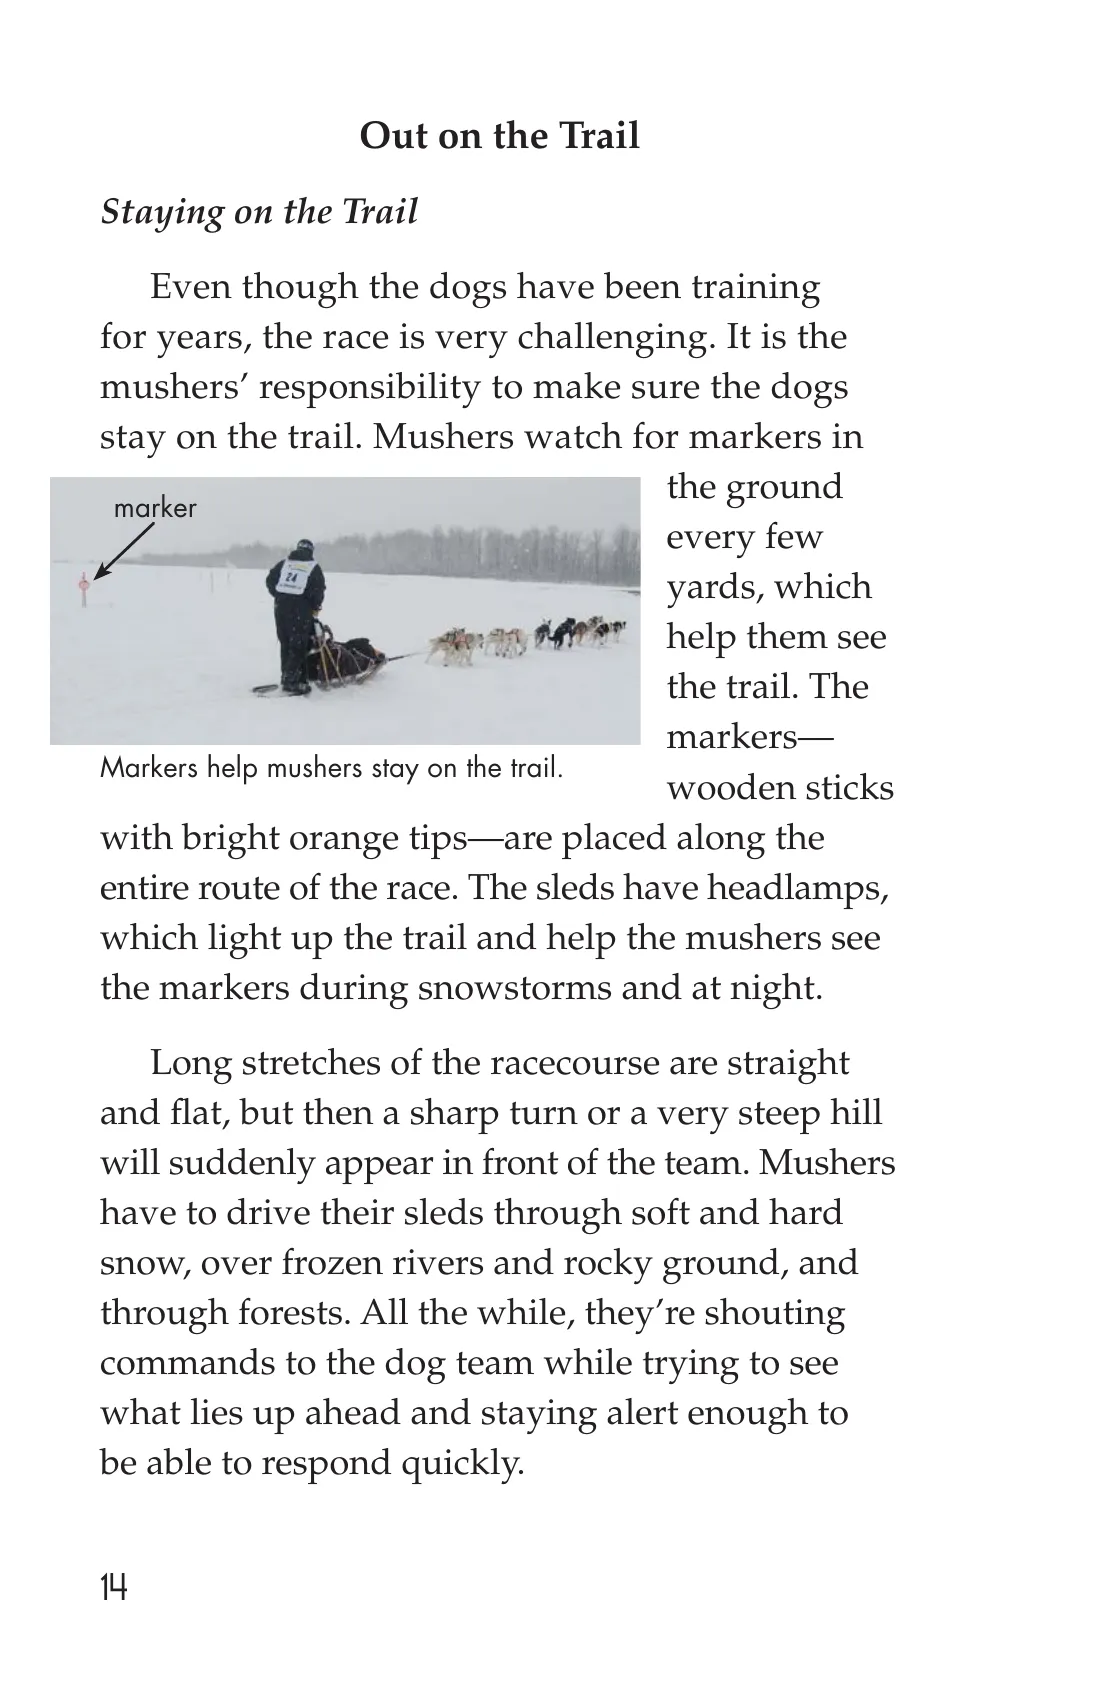 Out on the Trail
Staying on the Trail
Even though the dogs have been training
for years, the race is very challenging. It is the
mushers’ responsibility to make sure the dogs
stay on the trail. Mushers watch for markers in
the ground
every few
yards, which
help them see
the trail. The
markers—
wooden sticks
marker
24
Markers help mushers stay on the trail.
with bright orange tips—are placed along the
entire route of the race. The sleds have headlamps,
which light up the trail and help the mushers see
the markers during snowstorms and at night.
Long stretches of the racecourse are straight
and flat, but then a sharp turn or a very steep hill
will suddenly appear in front of the team. Mushers
have to drive their sleds through soft and hard
snow, over frozen rivers and rocky ground, and
through forests. All the while, they’re shouting
commands to the dog team while trying to see
what lies up ahead and staying alert enough to
be able to respond quickly.
14